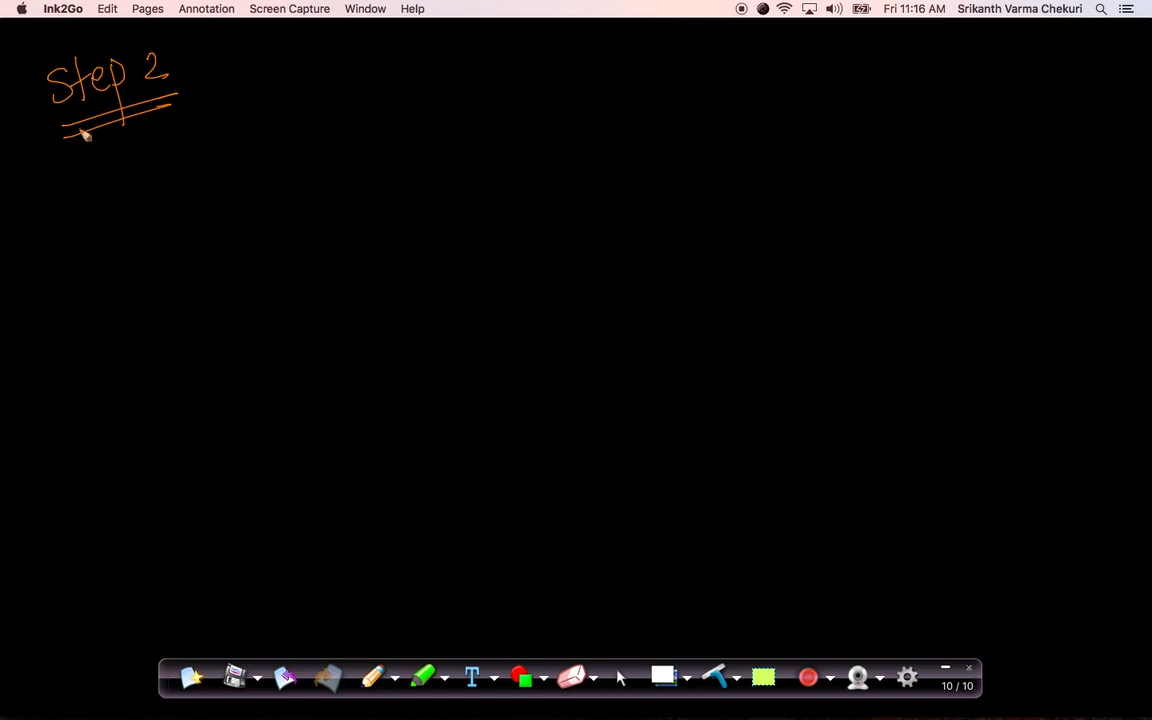 Ink2Go Edit Pages Annotation Screen Capture Window Help Fri 11:16 AM Srikanth Varma Chekuri
Step 2
T
10 / 10